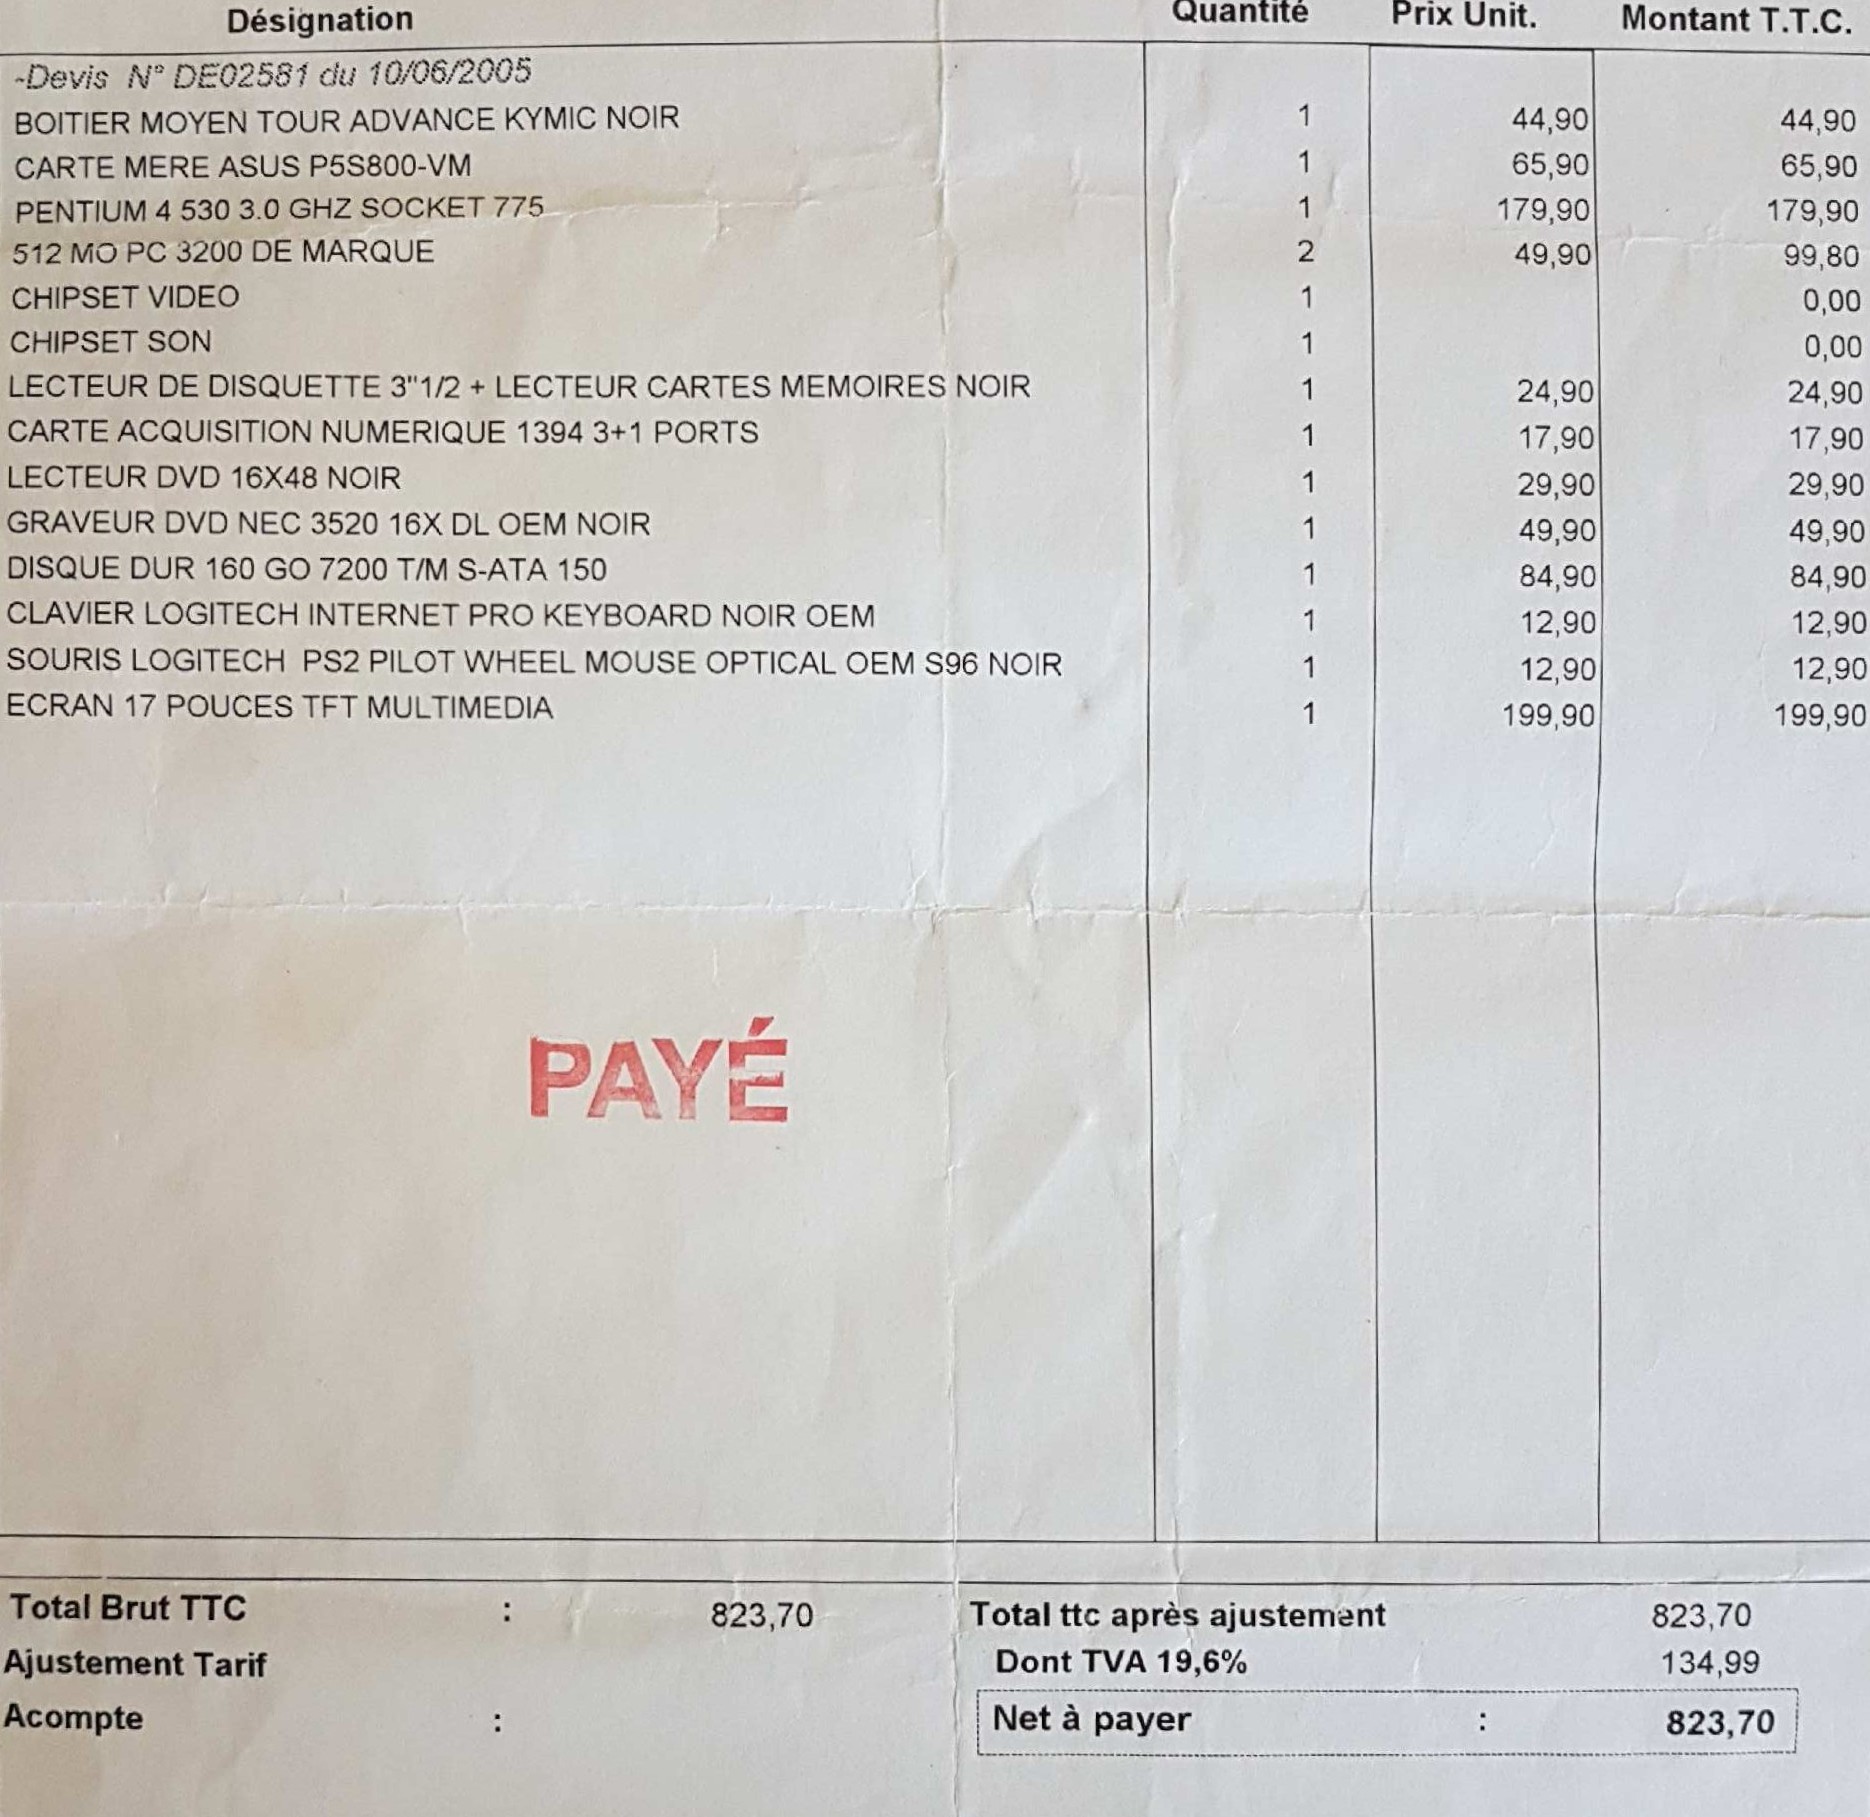 Désignation Quantité Prix Unit. Montant T.T.C.
-Devis N° DE02581 du 10/06/2005
BOITIER MOYEN TOUR ADVANCE KYMIC NOIR 1 44,90 44,90
CARTE MERE ASUS P5S800-VM 1 65,90 65,90
PENTIUM 4 530 3.0 GHZ SOCKET 775 1 179,90 179,90
512 MO PC 3200 DE MARQUE 2 49,90 99,80
CHIPSET VIDEO 1 0,00
CHIPSET SON 1 0,00
LECTEUR DE DISQUETTE 3"1/2 + LECTEUR CARTES MEMOIRES NOIR 1 24,90 24,90
CARTE ACQUISITION NUMERIQUE 1394 3+1 PORTS 1 17,90 17,90
LECTEUR DVD 16X48 NOIR 1 29,90 29,90
GRAVEUR DVD NEC 3520 16X DL OEM NOIR 1 49,90 49,90
DISQUE DUR 160 GO 7200 T/M S-ATA 150 1 84,90 84,90
CLAVIER LOGITECH INTERNET PRO KEYBOARD NOIR OEM 1 12,90 12,90
SOURIS LOGITECH PS2 PILOT WHEEL MOUSE OPTICAL OEM S96 NOIR 1 12,90 12,90
ECRAN 17 POUCES TFT MULTIMEDIA 1 199,90 199,90
PAYÉ
Total Brut TTC : 823,70 Total ttc après ajustement 823,70
Ajustement Tarif Dont TVA 19,6% 134,99
Acompte : Net à payer : 823,70